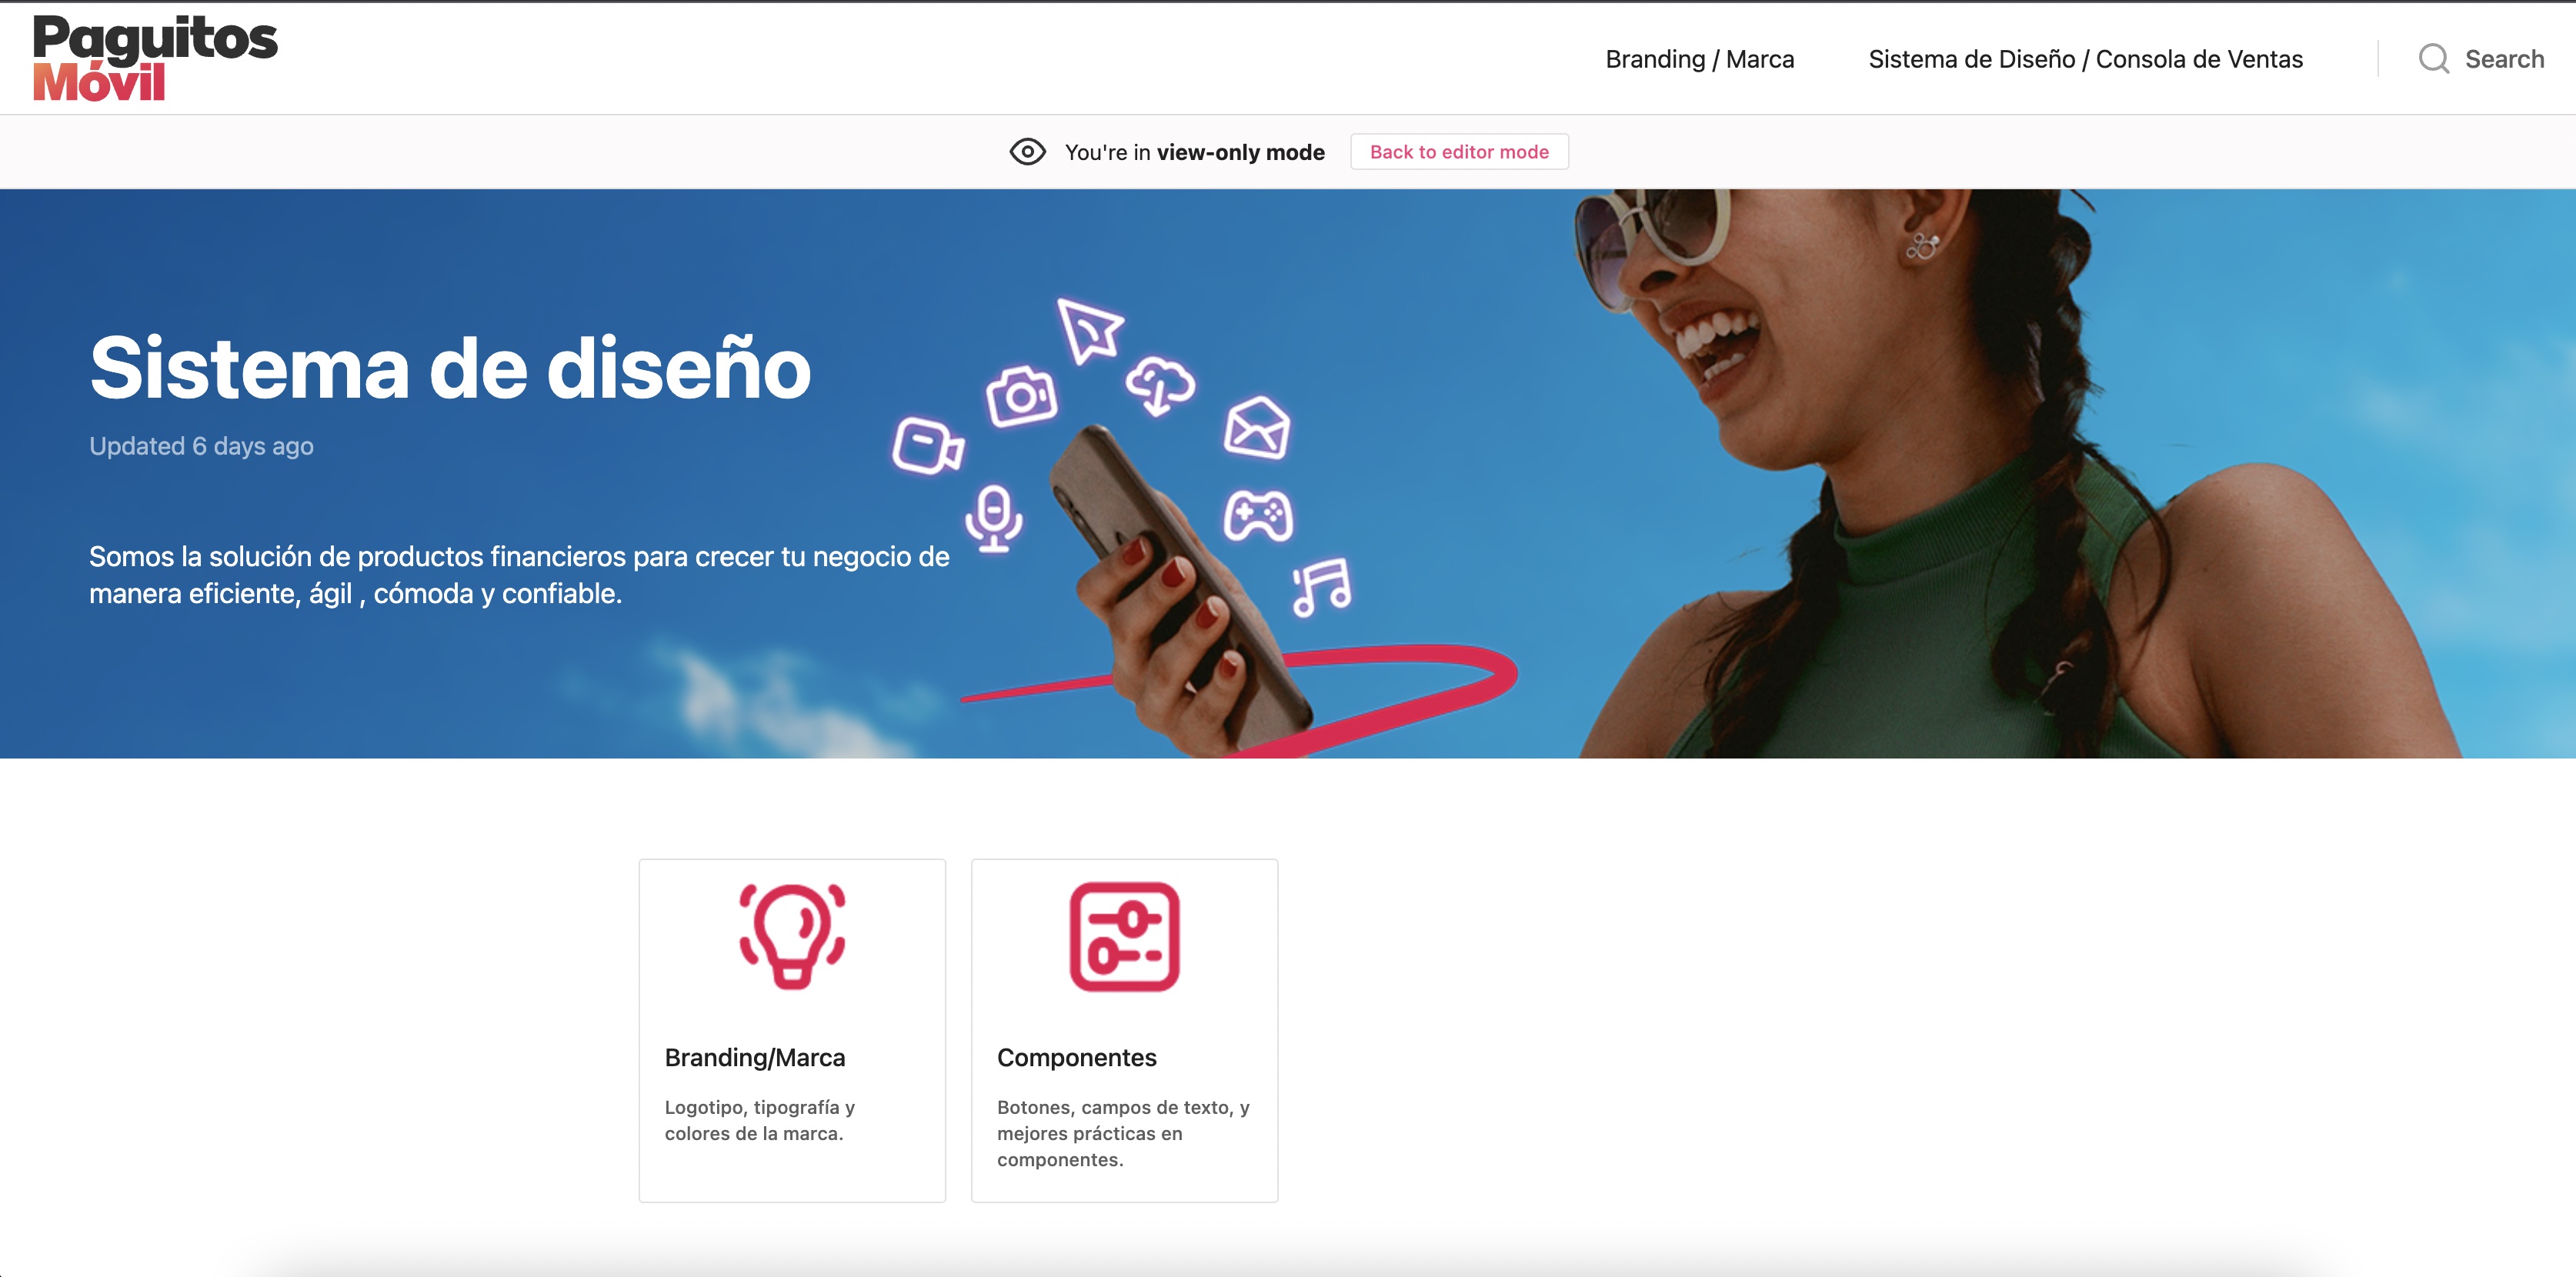 Paguitos
Móvil
Branding / Marca
Sistema de Diseño / Consola de Ventas
Search
You're in view-only mode
Back to editor mode
Sistema de diseño
Updated 6 days ago
Somos la solución de productos financieros para crecer tu negocio de
manera eficiente, ágil , cómoda y confiable.
Branding/Marca
Logotipo, tipografía y
colores de la marca.
Componentes
Botones, campos de texto, y
mejores prácticas en
componentes.